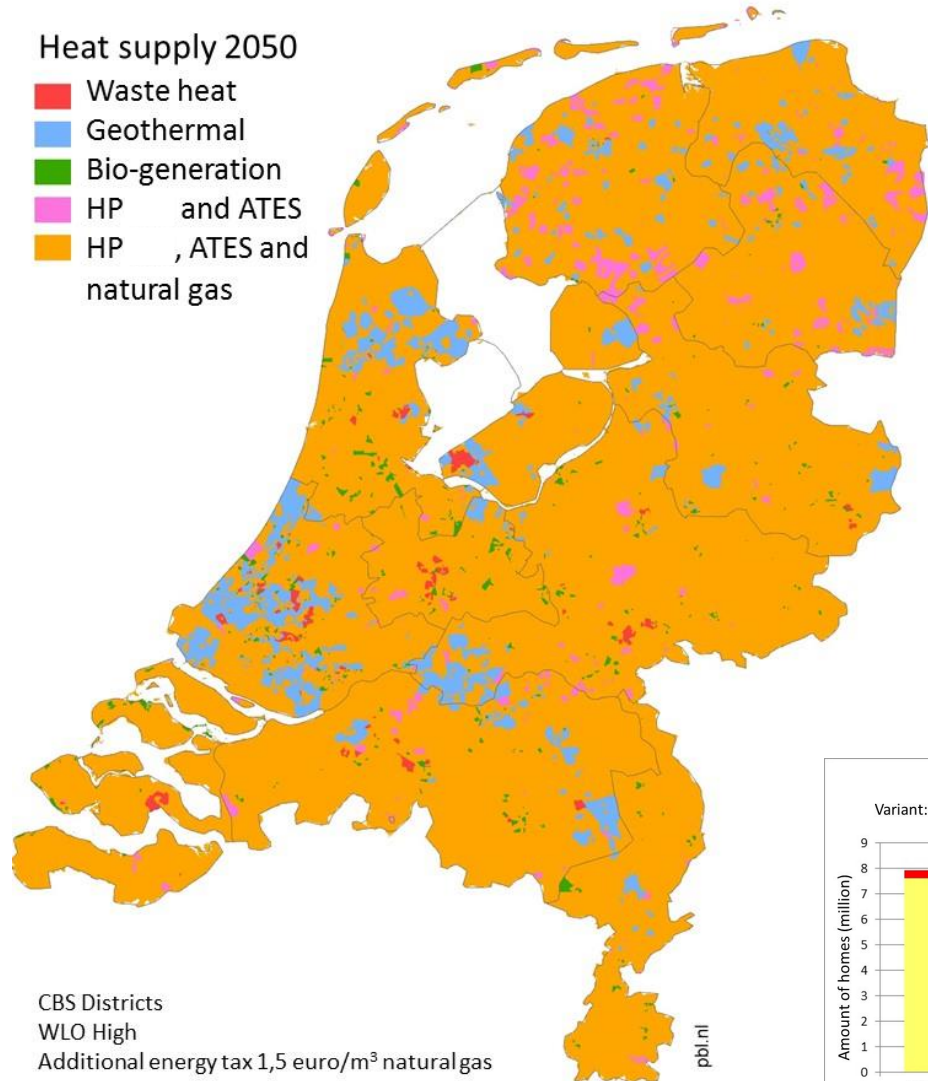 Heat supply 2050
Waste heat
Geothermal
Bio-generation
HP and ATES
HP , ATES and
natural gas
CBS Districts
WLO High
Additional energy tax 1,5 euro/m³ natural gas
pbl.nl
Variant:
Amount of homes (million)
9
8
7
6
5
4
3
2
1
0